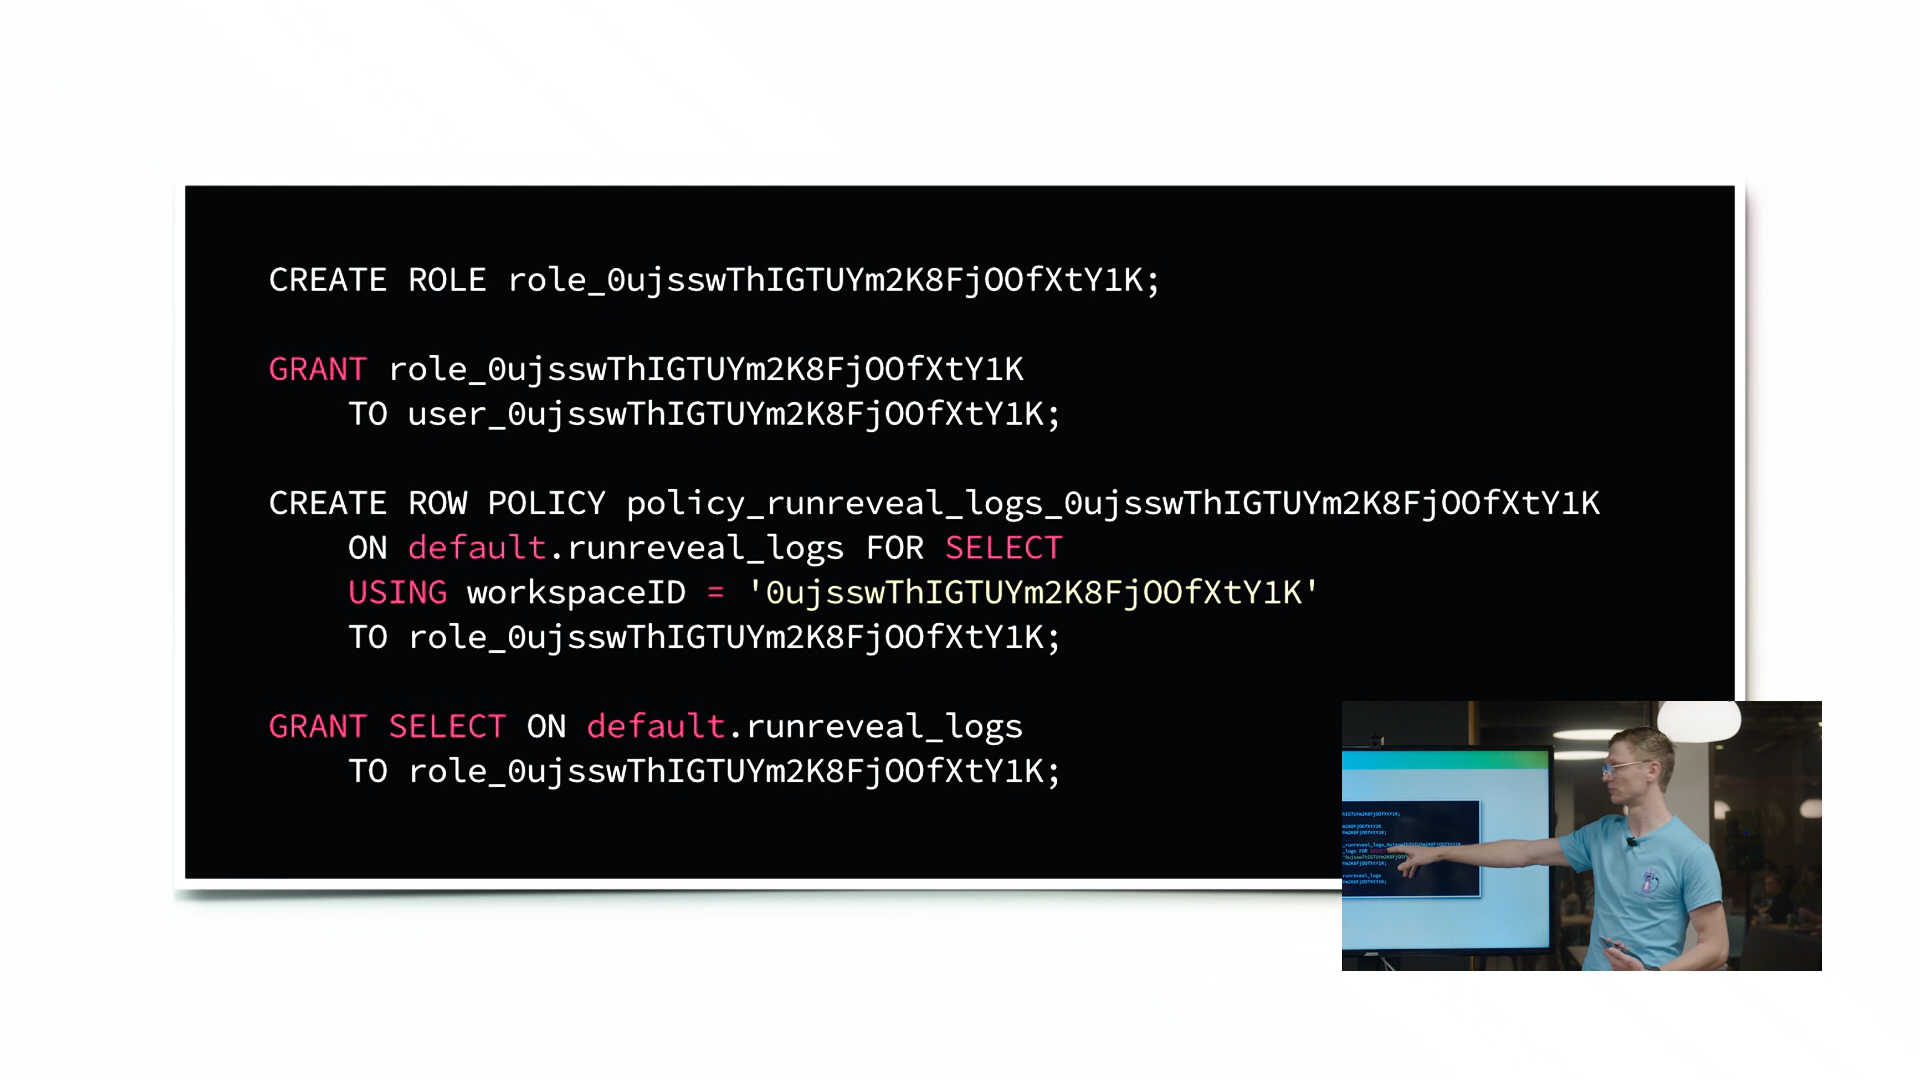 CREATE ROLE role_0ujsswThIGTUYm2K8FjOOfXtY1K;
GRANT role_0ujsswThIGTUYm2K8FjOOfXtY1K
TO user_0ujsswThIGTUYm2K8FjOOfXtY1K;
CREATE ROW POLICY policy_runreveal_logs_0ujsswThIGTUYm2K8FjOOfXtY1K
ON default.runreveal_logs FOR SELECT
USING workspaceID = '0ujsswThIGTUYm2K8FjOOfXtY1K'
TO role_0ujsswThIGTUYm2K8FjOOfXtY1K;
GRANT SELECT ON default.runreveal_logs
TO role_0ujsswThIGTUYm2K8FjOOfXtY1K;